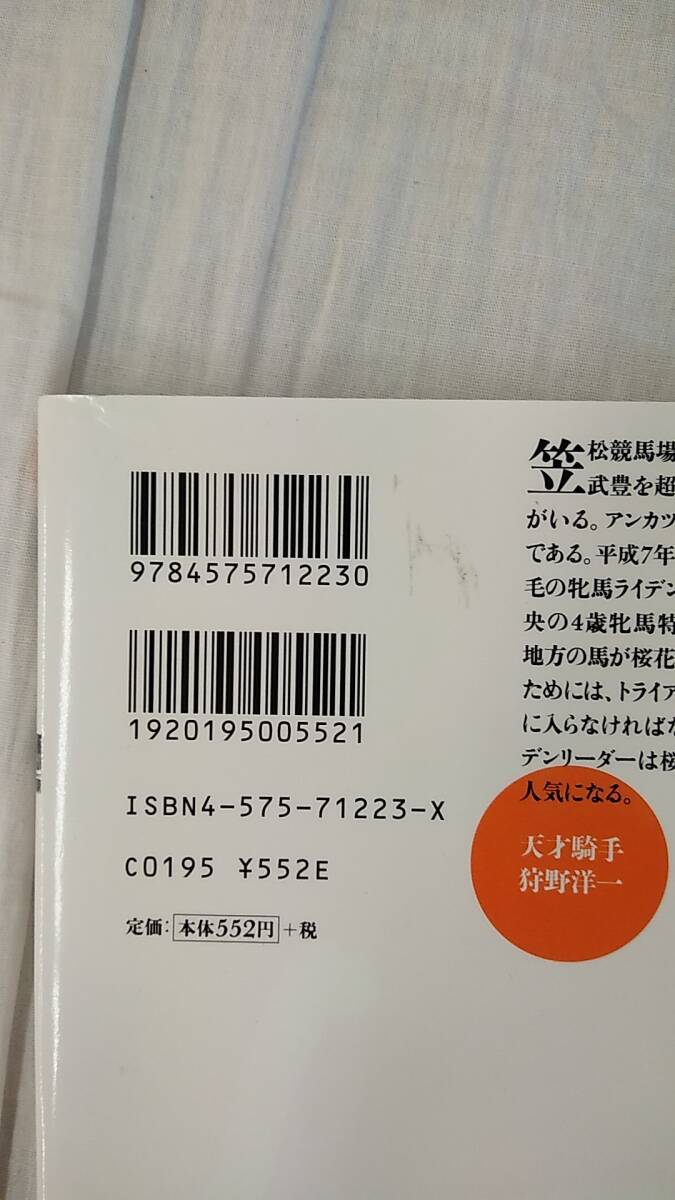 9784575712230
1920195005521
ISBN4-575-71223-X
C0195 ¥552E
定価:本体552円+税
笠松競馬場
武豊を超
がいる。アンカツ
である。平成7年
毛の牝馬ライデン
央の4歳牝馬特
地方の馬が桜花
ためには、トライア
に入らなければな
デンリーダーは桜
人気になる。
天才騎手
狩野洋一